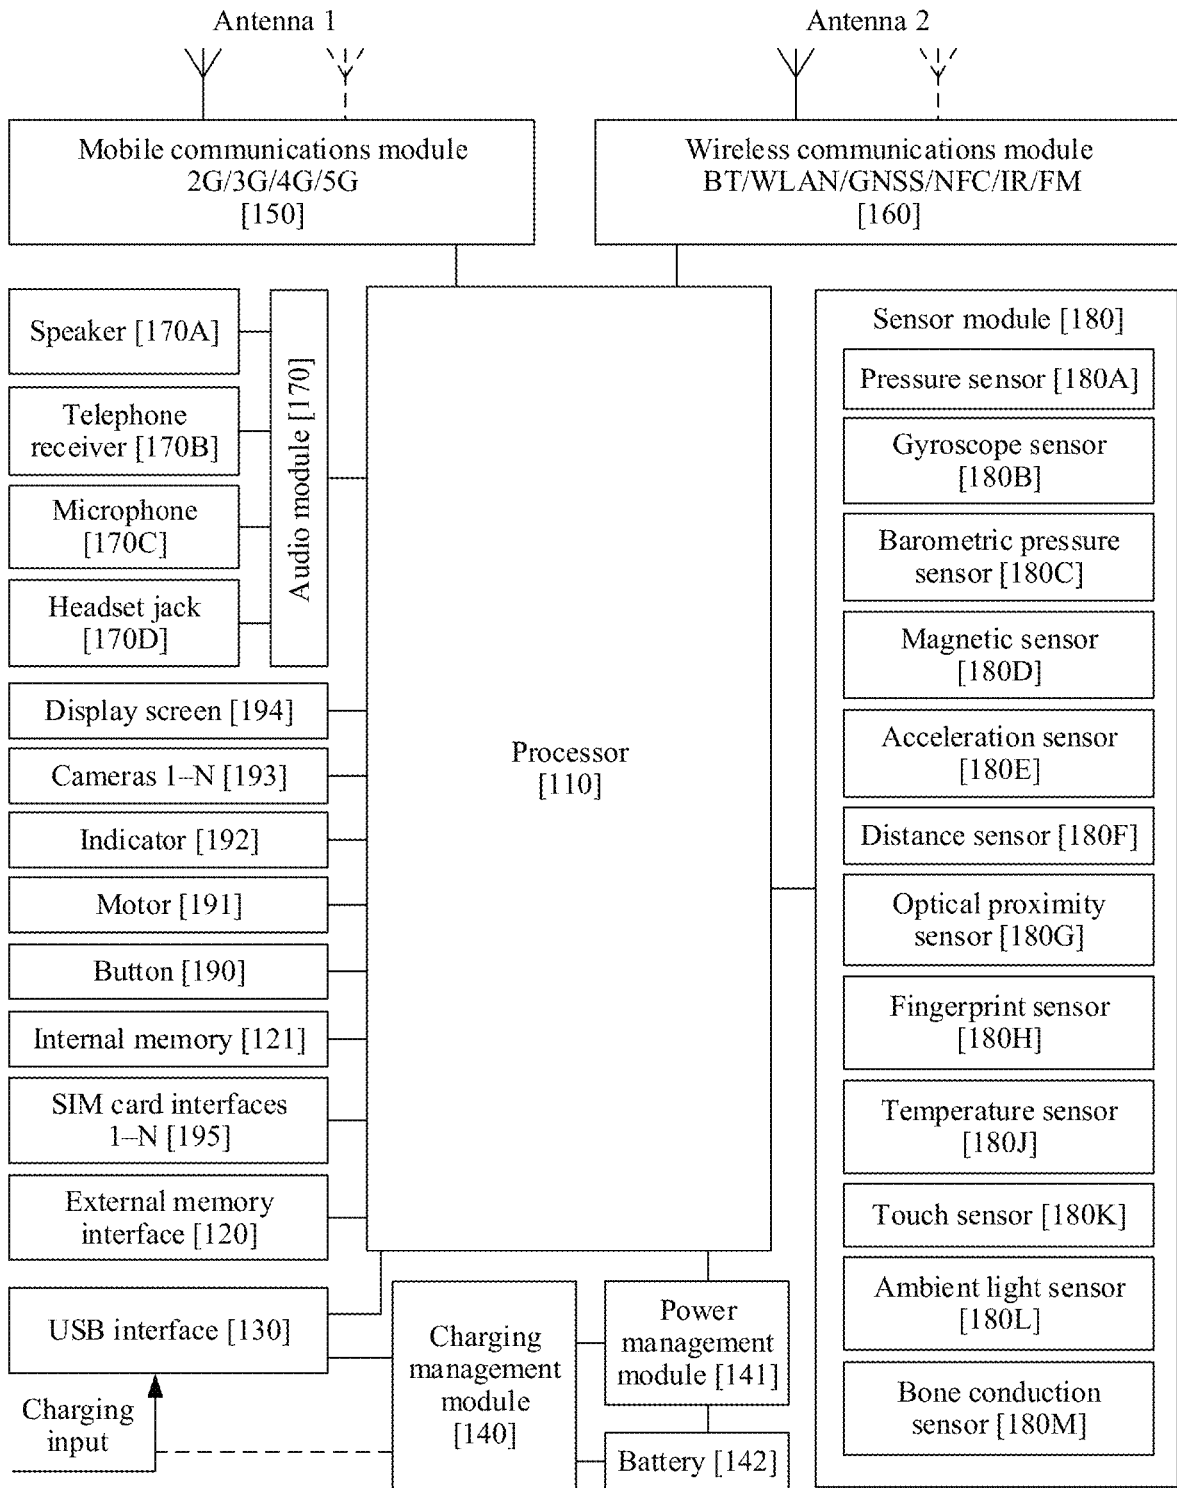 Antenna 1
Antenna 2
Mobile communications module
2G/3G/4G/5G
[150]
Wireless communications module
BT/WLAN/GNSS/NFC/IR/FM
[160]
Speaker [170A]
Telephone
receiver [170B]
Microphone
[170C]
Headset jack
[170D]
Audio module [170]
Display screen [194]
Cameras 1–N [193]
Indicator [192]
Motor [191]
Button [190]
Internal memory [121]
SIM card interfaces
1–N [195]
External memory
interface [120]
USB interface [130]
Charging
input
Processor
[110]
Charging
management
module
[140]
Power
management
module [141]
Battery [142]
Sensor module [180]
Pressure sensor [180A]
Gyroscope sensor
[180B]
Barometric pressure
sensor [180C]
Magnetic sensor
[180D]
Acceleration sensor
[180E]
Distance sensor [180F]
Optical proximity
sensor [180G]
Fingerprint sensor
[180H]
Temperature sensor
[180J]
Touch sensor [180K]
Ambient light sensor
[180L]
Bone conduction
sensor [180M]